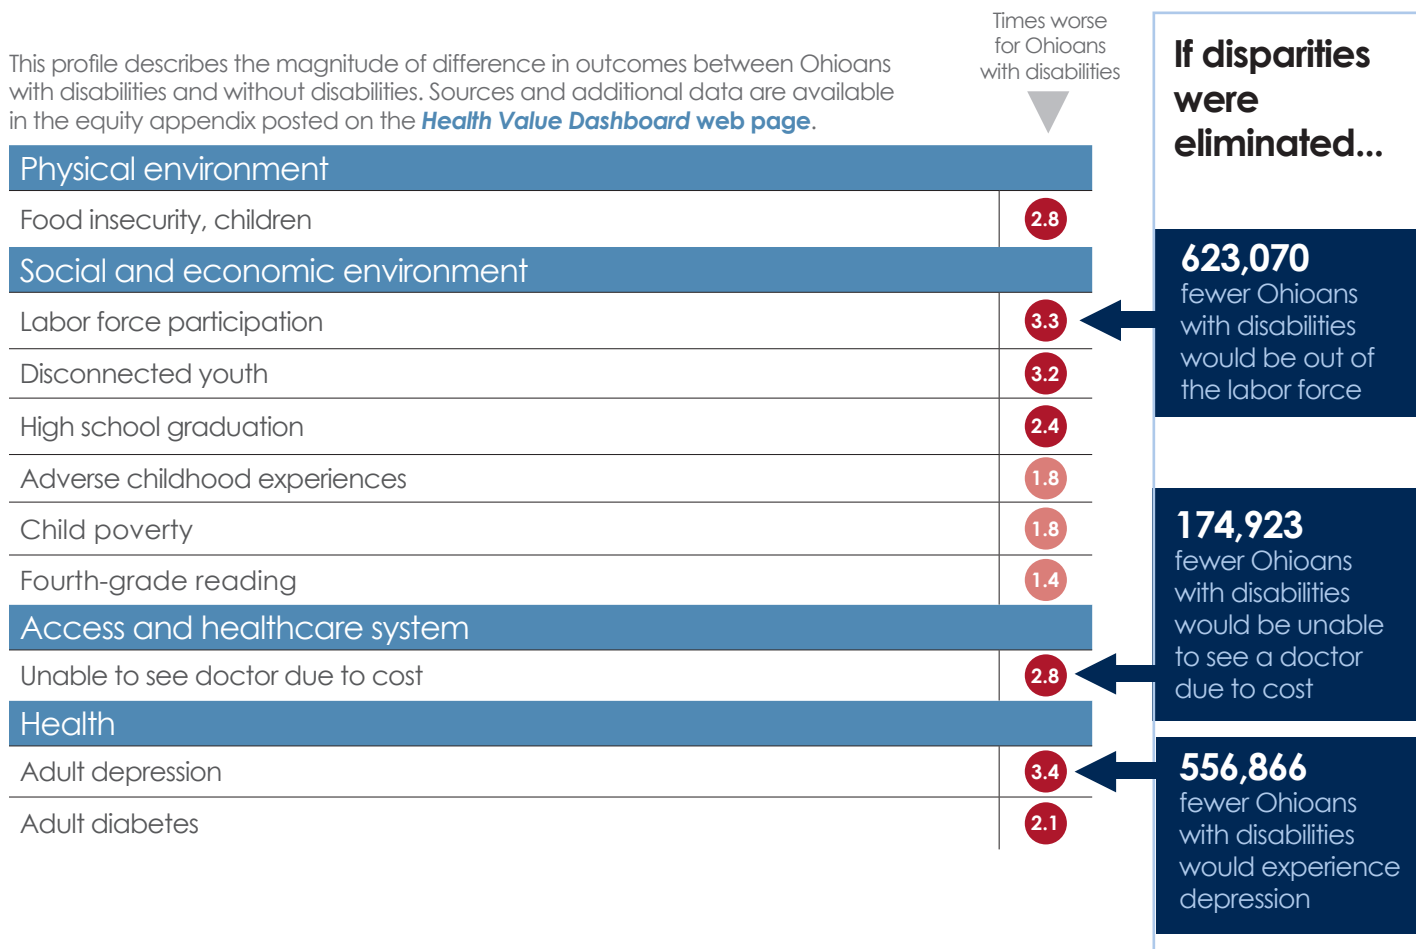 This profile describes the magnitude of difference in outcomes between Ohioans
with disabilities and without disabilities. Sources and additional data are available
in the equity appendix posted on the Health Value Dashboard web page.
Times worse
for Ohioans
with disabilities
Physical environment
Food insecurity, children 2.8
Social and economic environment
Labor force participation 3.3
Disconnected youth 3.2
High school graduation 2.4
Adverse childhood experiences 1.8
Child poverty 1.8
Fourth-grade reading 1.4
Access and healthcare system
Unable to see doctor due to cost 2.8
Health
Adult depression 3.4
Adult diabetes 2.1
If disparities
were
eliminated...
623,070
fewer Ohioans
with disabilities
would be out of
the labor force
174,923
fewer Ohioans
with disabilities
would be unable
to see a doctor
due to cost
556,866
fewer Ohioans
with disabilities
would experience
depression